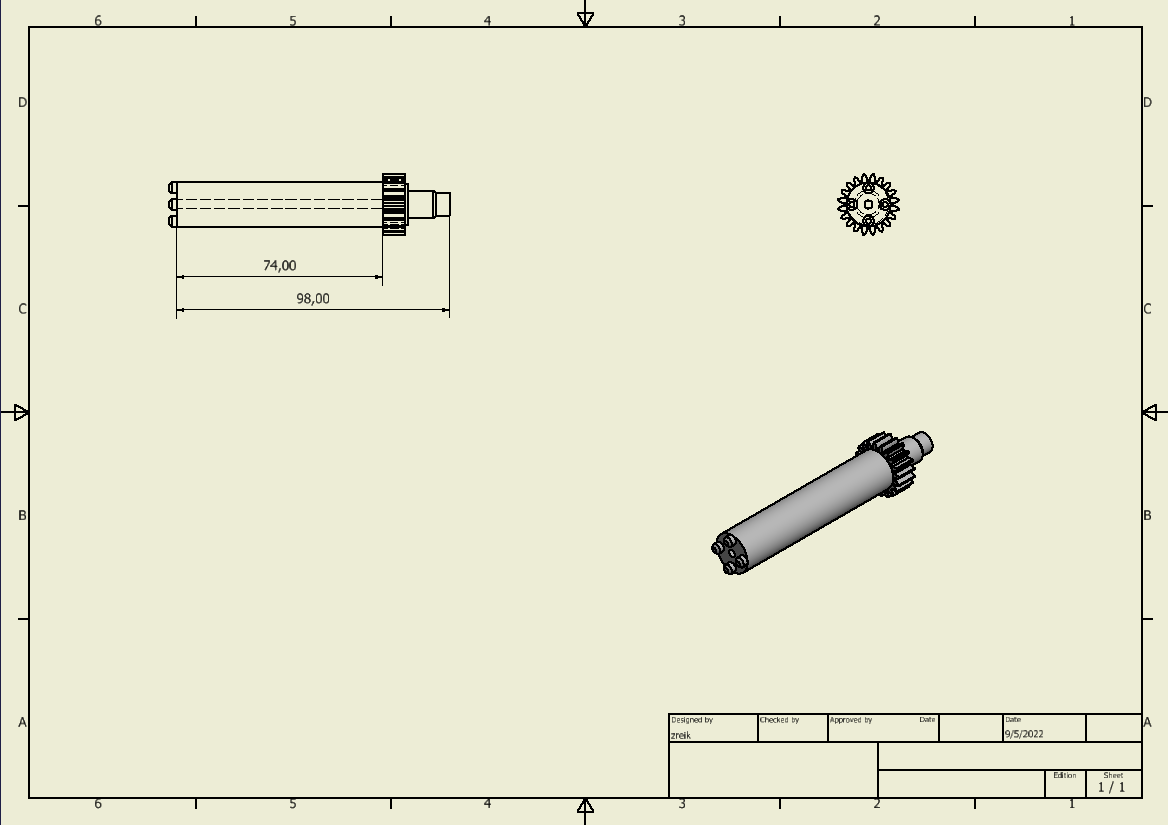 6 5 4 3 2 1
D D
74,00
98,00
C C
B B
A A
Designed by Checked by Approved by Date Date
zreik 9/5/2022
Edition Sheet
1 / 1
6 5 4 3 2 1